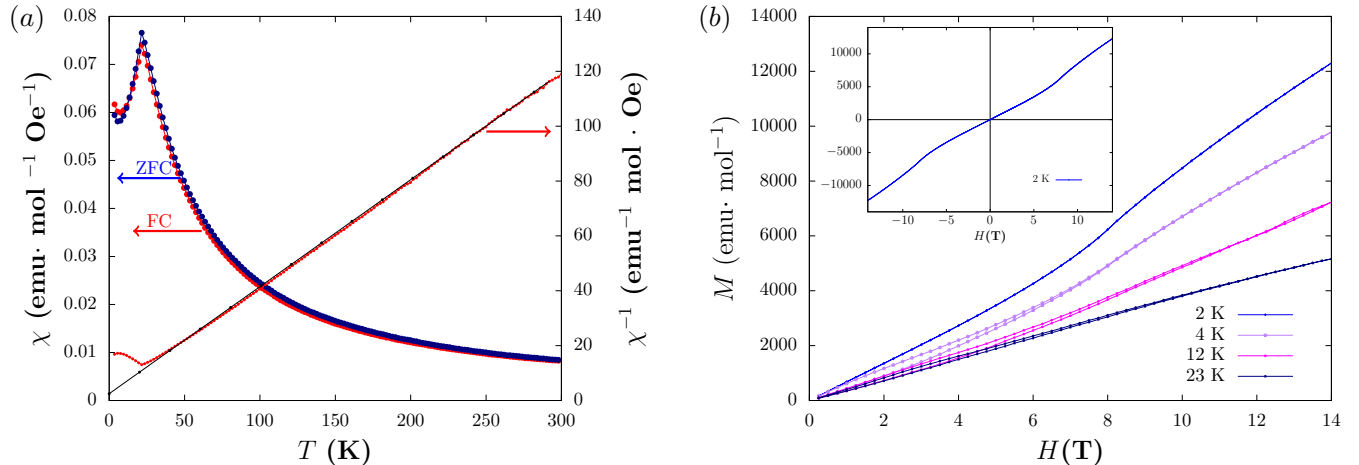 (a)
0.08
0.07
0.06
0.05
0.04
0.03
0.02
0.01
0
χ (emu· mol ⁻¹ Oe⁻¹)
ZFC
FC
0 50 100 150 200 250 300
T (K)
140
120
100
80
60
40
20
0
χ⁻¹ (emu⁻¹ mol · Oe)
(b)
14000
12000
10000
8000
6000
4000
2000
0
M (emu· mol⁻¹)
10000
5000
0
−5000
−10000
−10 −5 0 5 10
H(T)
2 K
2 K
4 K
12 K
23 K
0 2 4 6 8 10 12 14
H(T)